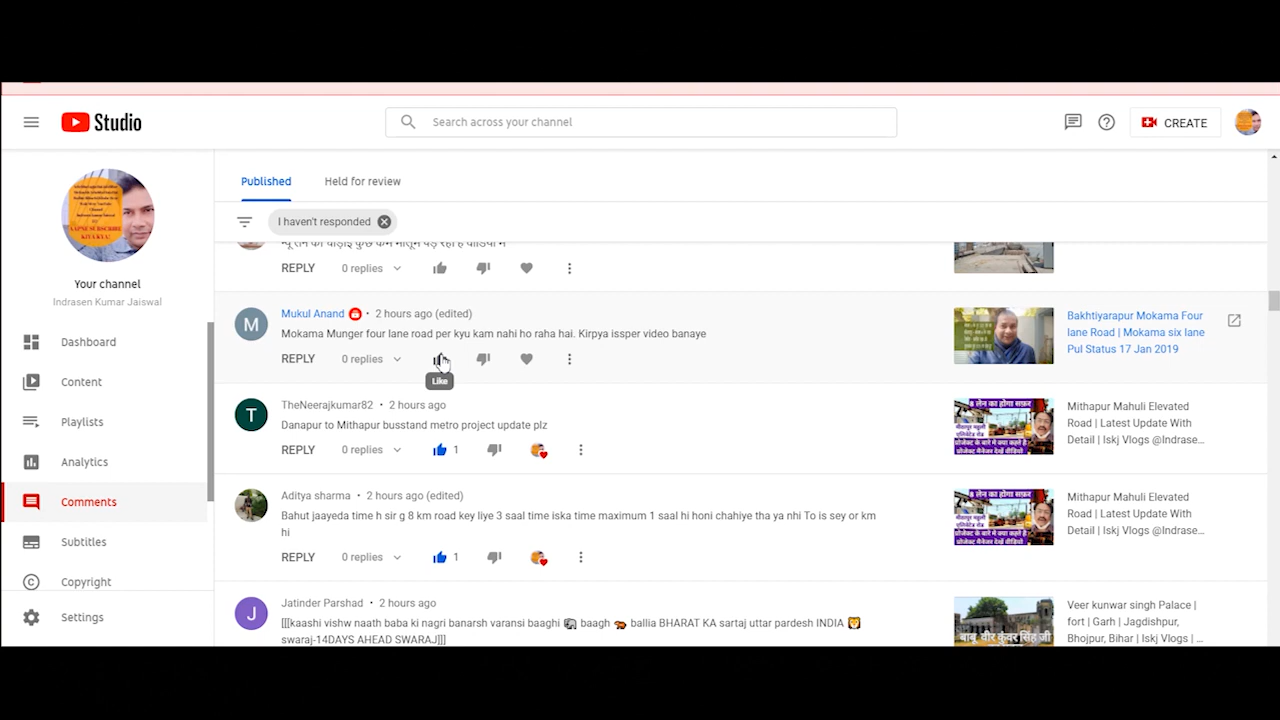 Studio
Search across your channel
CREATE
Your channel
Indrasen Kumar Jaiswal
Dashboard
Content
Playlists
Analytics
Comments
Subtitles
Copyright
Settings
Published
Held for review
I haven't responded
REPLY
0 replies
Mukul Anand • 2 hours ago (edited)
Mokama Munger four lane road per kyu kam nahi ho raha hai. Kirpya issper video banaye
REPLY
0 replies
Like
Bakhtiyarapur Mokama Four
lane Road | Mokama six lane
Pul Status 17 Jan 2019
TheNeerajkumar82 • 2 hours ago
Danapur to Mithapur busstand metro project update plz
REPLY
0 replies
1
Mithapur Mahuli Elevated
Road | Latest Update With
Detail | Iskj Vlogs @Indrase...
Aditya sharma • 2 hours ago (edited)
Bahut jaayeda time h sir g 8 km road key liye 3 saal time iska time maximum 1 saal hi honi chahiye tha ya nhi To is sey or km
hi
REPLY
0 replies
1
Mithapur Mahuli Elevated
Road | Latest Update With
Detail | Iskj Vlogs @Indrase...
Jatinder Parshad • 2 hours ago
[[[kaashi vishw naath baba ki nagri banarsh varansi baaghi 🐘 baagh 🐅 ballia BHARAT KA sartaj uttar pardesh INDIA 🦁
swaraj-14DAYS AHEAD SWARAJ]]]
Veer kunwar singh Palace |
fort | Garh | Jagdishpur,
Bhojpur, Bihar | Iskj Vlogs | ...
M
T
J
8 लेन का होगा सफ़र
8 लेन का होगा सफ़र
बाबू वीर कुंवर सिंह जी